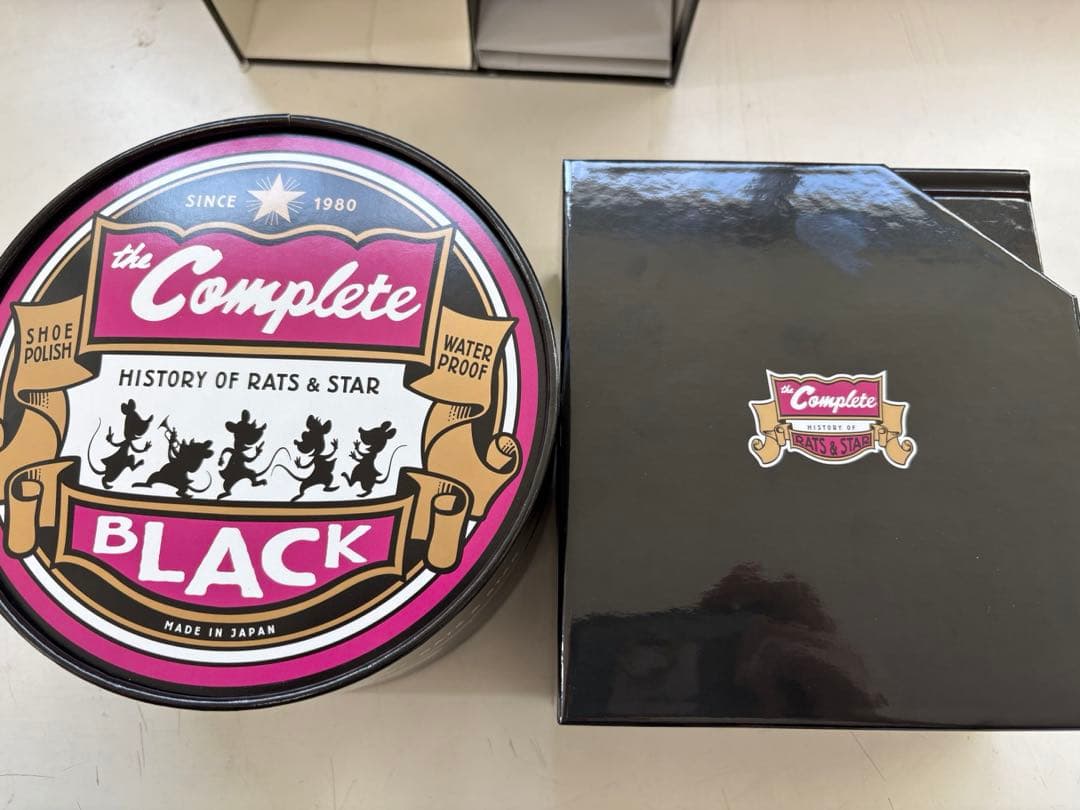 SINCE 1980
the Complete
SHOE
POLISH
WATER
PROOF
HISTORY OF RATS & STAR
BLACK
MADE IN JAPAN
the Complete
HISTORY OF
RATS & STAR